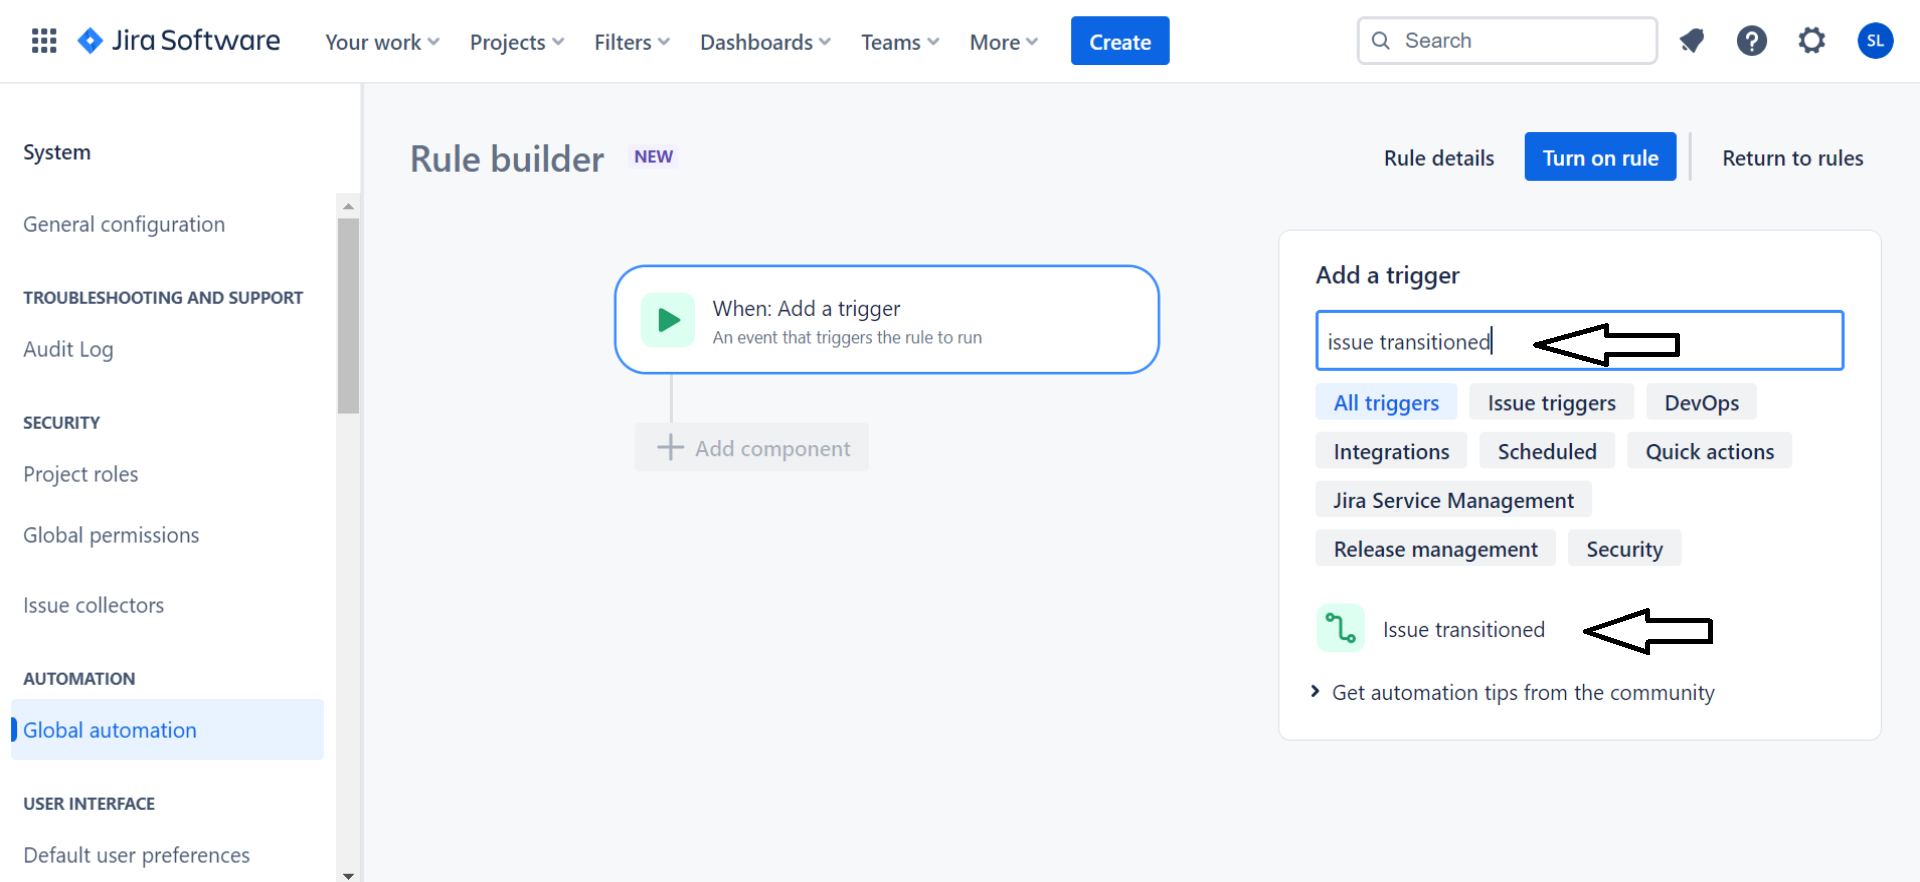 Jira Software
Your work
Projects
Filters
Dashboards
Teams
More
Create
Search
SL
System
General configuration
TROUBLESHOOTING AND SUPPORT
Audit Log
SECURITY
Project roles
Global permissions
Issue collectors
AUTOMATION
Global automation
USER INTERFACE
Default user preferences
Rule builder NEW
Rule details
Turn on rule
Return to rules
When: Add a trigger
An event that triggers the rule to run
Add component
Add a trigger
issue transitioned
All triggers Issue triggers DevOps
Integrations Scheduled Quick actions
Jira Service Management
Release management Security
Issue transitioned
Get automation tips from the community